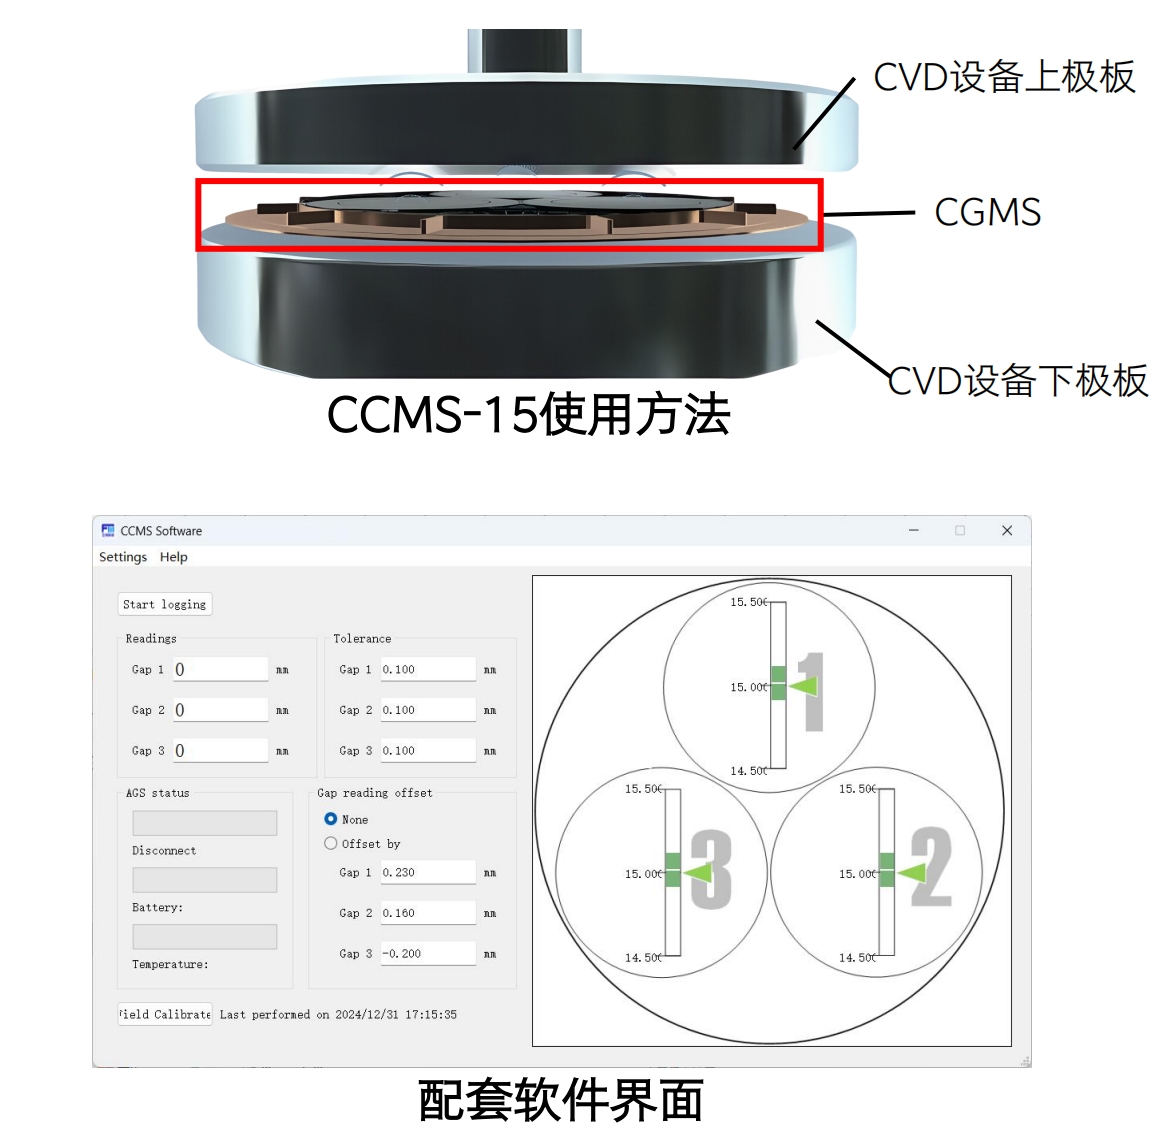 CVD设备上极板
CGMS
CVD设备下极板
CCMS-15使用方法
CCMS Software
Settings Help
Start logging
Readings
Gap 1 0 mm
Gap 2 0 mm
Gap 3 0 mm
Tolerance
Gap 1 0.100 mm
Gap 2 0.100 mm
Gap 3 0.100 mm
AGS status
Disconnect
Battery:
Temperature:
Gap reading offset
None
Offset by
Gap 1 0.230 mm
Gap 2 0.160 mm
Gap 3 -0.200 mm
Field Calibrate Last performed on 2024/12/31 17:15:35
15.500
15.000
14.500
1
15.500
15.000
14.500
3
15.500
15.000
14.500
2
配套软件界面